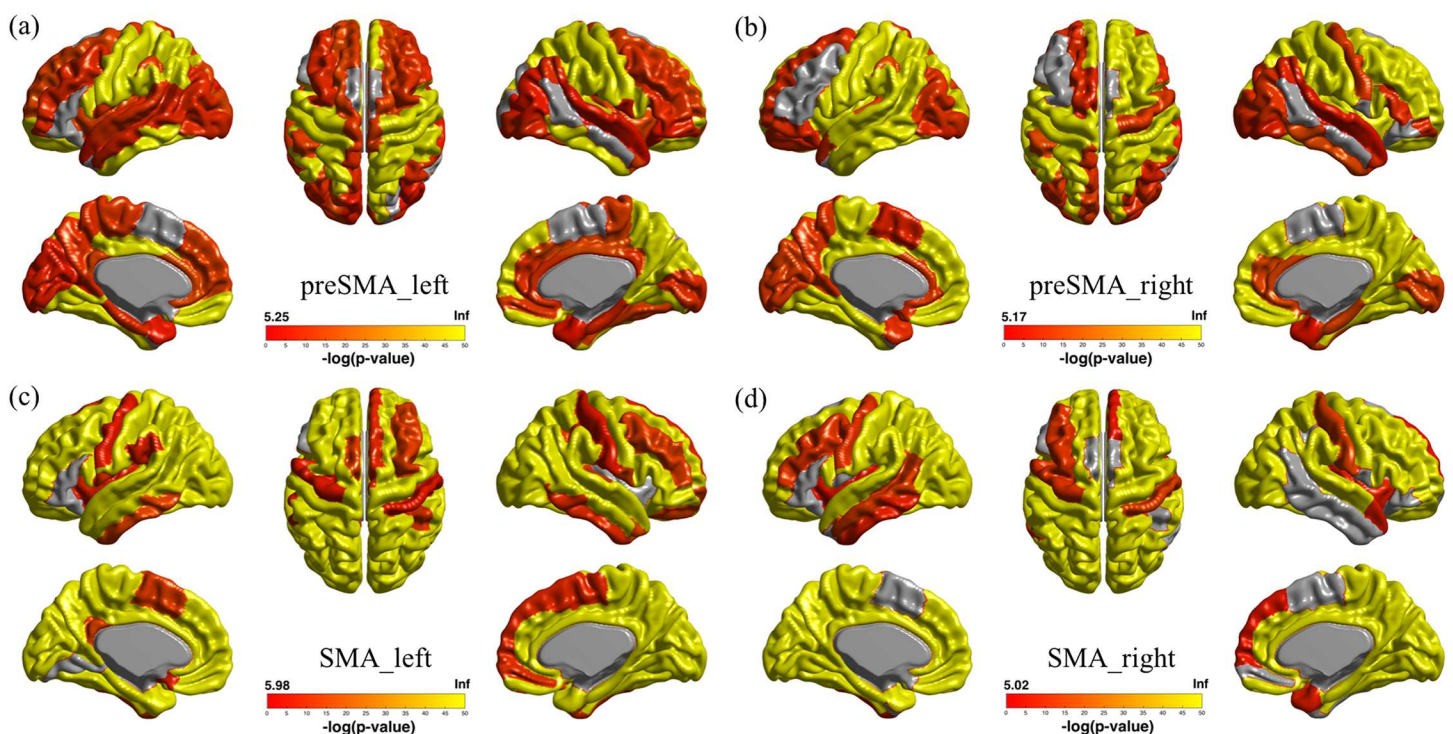 (a)
preSMA_left
5.25 Inf
0 5 10 15 20 25 30 35 40 45 50
-log(p-value)
(b)
preSMA_right
5.17 Inf
0 5 10 15 20 25 30 35 40 45 50
-log(p-value)
(c)
SMA_left
5.98 Inf
0 5 10 15 20 25 30 35 40 45 50
-log(p-value)
(d)
SMA_right
5.02 Inf
0 5 10 15 20 25 30 35 40 45 50
-log(p-value)